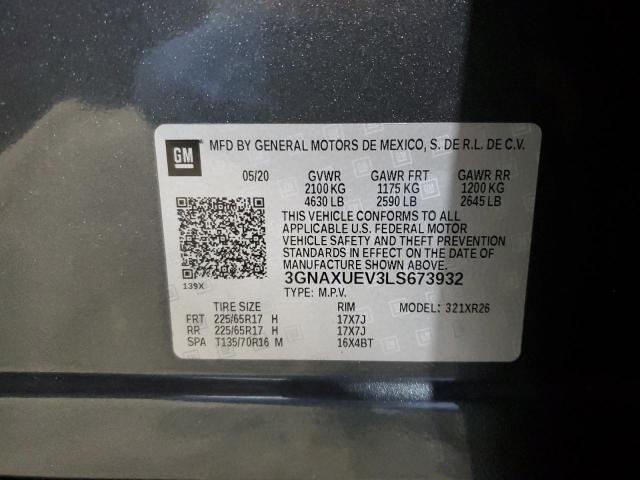 GM
MFD BY GENERAL MOTORS DE MEXICO, S. DE R.L. DE C.V.
05/20 GVWR GAWR FRT GAWR RR
2100 KG 1175 KG 1200 KG
4630 LB 2590 LB 2645 LB
THIS VEHICLE CONFORMS TO ALL
APPLICABLE U.S. FEDERAL MOTOR
VEHICLE SAFETY AND THEFT PREVENTION
STANDARDS IN EFFECT ON THE DATE OF
MANUFACTURE SHOWN ABOVE.
139X 3GNAXUEV3LS673932
TYPE: M.P.V.
TIRE SIZE RIM MODEL: 321XR26
FRT 225/65R17 H 17X7J
RR 225/65R17 H 17X7J
SPA T135/70R16 M 16X4BT